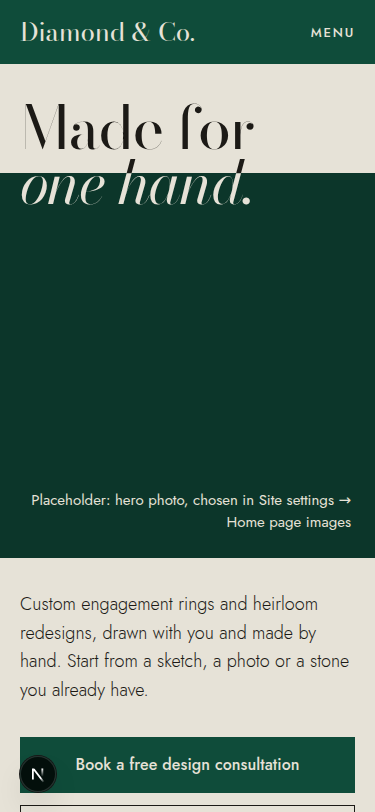 Diamond & Co.
MENU
Made for
one hand.
Placeholder: hero photo, chosen in Site settings →
Home page images
Custom engagement rings and heirloom
redesigns, drawn with you and made by
hand. Start from a sketch, a photo or a stone
you already have.
Book a free design consultation
N